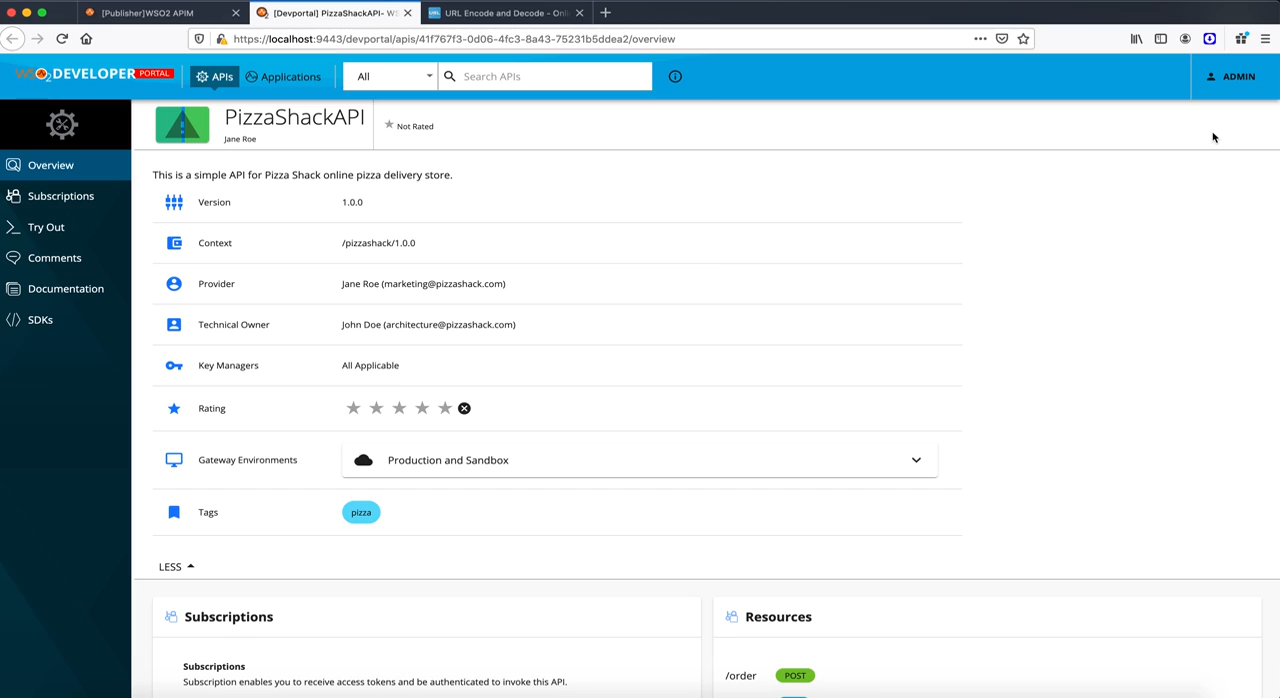 [Publisher]WSO2 APIM
[Devportal] PizzaShackAPI- WS
URL Encode and Decode - Onli
https://localhost:9443/devportal/apis/41f767f3-0d06-4fc3-8a43-75231b5ddea2/overview
WSO2 DEVELOPER PORTAL
APIs
Applications
All
Search APIs
ADMIN
PizzaShackAPI
Jane Roe
Not Rated
Overview
Subscriptions
Try Out
Comments
Documentation
SDKs
This is a simple API for Pizza Shack online pizza delivery store.
Version 1.0.0
Context /pizzashack/1.0.0
Provider Jane Roe (marketing@pizzashack.com)
Technical Owner John Doe (architecture@pizzashack.com)
Key Managers All Applicable
Rating
Gateway Environments Production and Sandbox
Tags pizza
LESS
Subscriptions
Subscriptions
Subscription enables you to receive access tokens and be authenticated to invoke this API.
Resources
/order POST